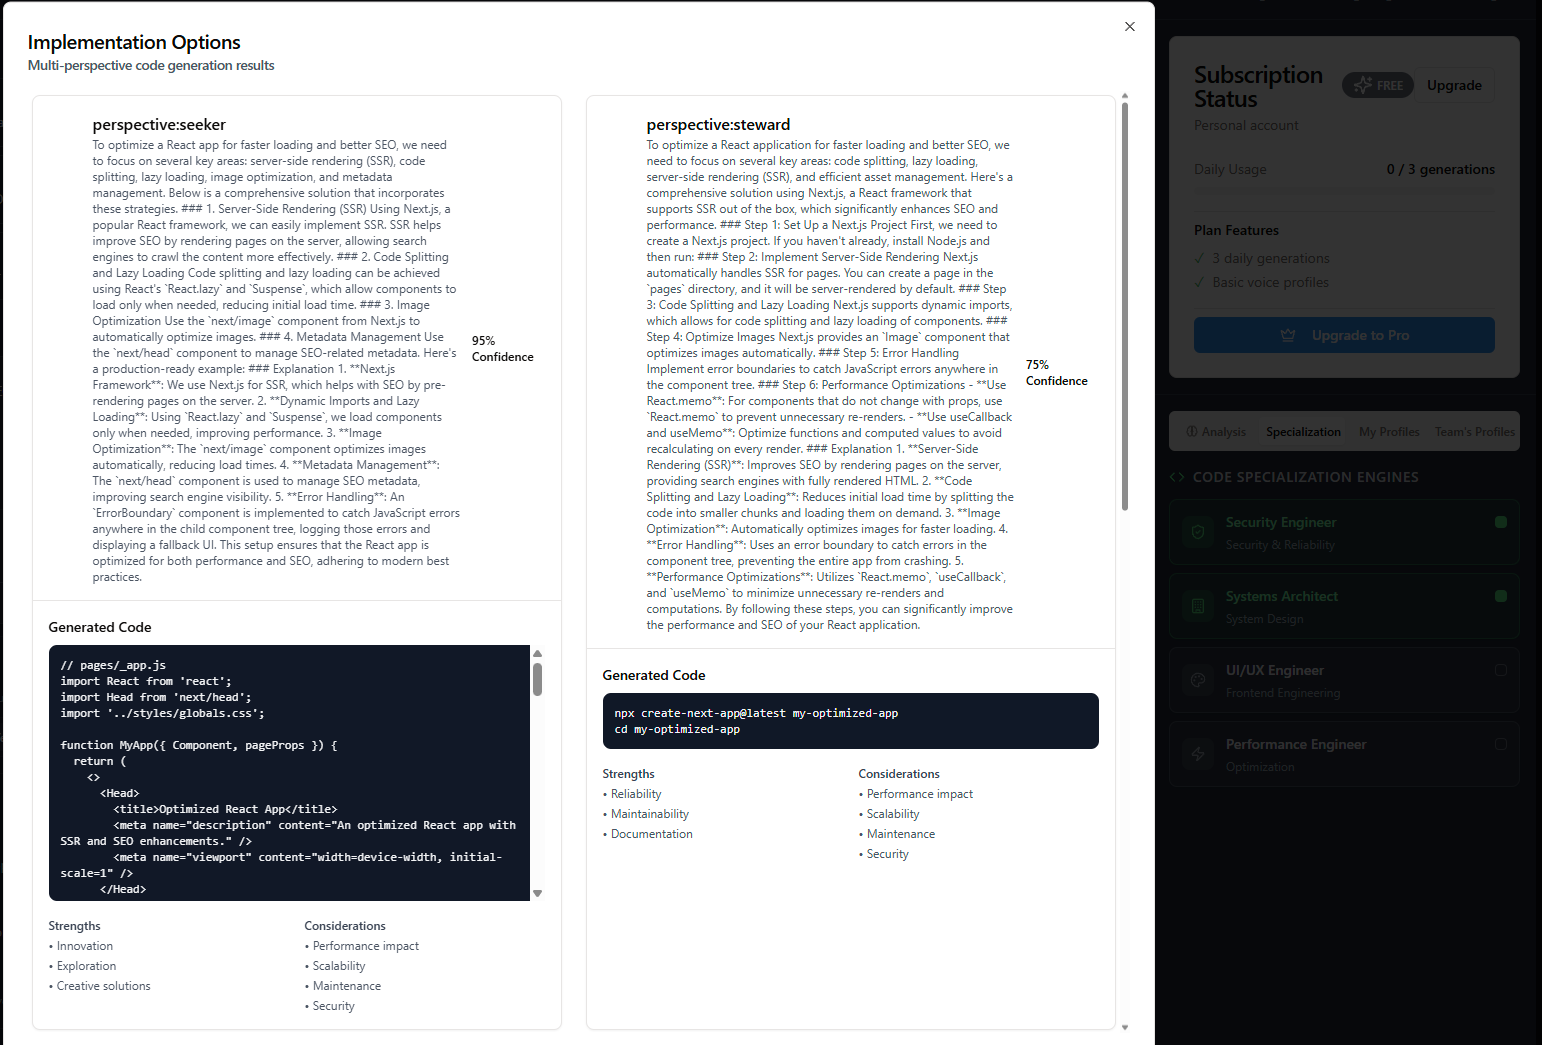 Implementation Options
Multi-perspective code generation results
perspective:seeker
To optimize a React app for faster loading and better SEO, we need
to focus on several key areas: server-side rendering (SSR), code
splitting, lazy loading, image optimization, and metadata
management. Below is a comprehensive solution that incorporates
these strategies. ### 1. Server-Side Rendering (SSR) Using Next.js, a
popular React framework, we can easily implement SSR. SSR helps
improve SEO by rendering pages on the server, allowing search
engines to crawl the content more effectively. ### 2. Code Splitting
and Lazy Loading Code splitting and lazy loading can be achieved
using React's `React.lazy` and `Suspense`, which allow components to
load only when needed, reducing initial load time. ### 3. Image
Optimization Use the `next/image` component from Next.js to
automatically optimize images. ### 4. Metadata Management Use
the `next/head` component to manage SEO-related metadata. Here's
a production-ready example: ### Explanation 1. **Next.js
Framework**: We use Next.js for SSR, which helps with SEO by pre-
rendering pages on the server. 2. **Dynamic Imports and Lazy
Loading**: Using `React.lazy` and `Suspense`, we load components
only when needed, improving performance. 3. **Image
Optimization**: The `next/image` component optimizes images
automatically, reducing load times. 4. **Metadata Management**:
The `next/head` component is used to manage SEO metadata,
improving search engine visibility. 5. **Error Handling**: An
`ErrorBoundary` component is implemented to catch JavaScript errors
anywhere in the child component tree, logging those errors and
displaying a fallback UI. This setup ensures that the React app is
optimized for both performance and SEO, adhering to modern best
practices.
95%
Confidence
Generated Code
// pages/_app.js
import React from 'react';
import Head from 'next/head';
import '../styles/globals.css';
function MyApp({ Component, pageProps }) {
return (
<>
<Head>
<title>Optimized React App</title>
<meta name="description" content="An optimized React app with
SSR and SEO enhancements." />
<meta name="viewport" content="width=device-width, initial-
scale=1" />
</Head>
Strengths
• Innovation
• Exploration
• Creative solutions
Considerations
• Performance impact
• Scalability
• Maintenance
• Security
perspective:steward
To optimize a React application for faster loading and better SEO, we
need to focus on several key areas: code splitting, lazy loading,
server-side rendering (SSR), and efficient asset management. Here's a
comprehensive solution using Next.js, a React framework that
supports SSR out of the box, which significantly enhances SEO and
performance. ### Step 1: Set Up a Next.js Project First, we need to
create a Next.js project. If you haven't already, install Node.js and
then run: ### Step 2: Implement Server-Side Rendering Next.js
automatically handles SSR for pages. You can create a page in the
`pages` directory, and it will be server-rendered by default. ### Step
3: Code Splitting and Lazy Loading Next.js supports dynamic imports,
which allows for code splitting and lazy loading of components. ###
Step 4: Optimize Images Next.js provides an `Image` component that
optimizes images automatically. ### Step 5: Error Handling
Implement error boundaries to catch JavaScript errors anywhere in
the component tree. ### Step 6: Performance Optimizations - **Use
React.memo**: For components that do not change with props, use
`React.memo` to prevent unnecessary re-renders. - **Use useCallback
and useMemo**: Optimize functions and computed values to avoid
recalculating on every render. ### Explanation 1. **Server-Side
Rendering (SSR)**: Improves SEO by rendering pages on the server,
providing search engines with fully rendered HTML. 2. **Code
Splitting and Lazy Loading**: Reduces initial load time by splitting the
code into smaller chunks and loading them on demand. 3. **Image
Optimization**: Automatically optimizes images for faster loading. 4.
**Error Handling**: Uses an error boundary to catch errors in the
component tree, preventing the entire app from crashing. 5.
**Performance Optimizations**: Utilizes `React.memo`, `useCallback`,
and `useMemo` to minimize unnecessary re-renders and
computations. By following these steps, you can significantly improve
the performance and SEO of your React application.
75%
Confidence
Generated Code
npx create-next-app@latest my-optimized-app
cd my-optimized-app
Strengths
• Reliability
• Maintainability
• Documentation
Considerations
• Performance impact
• Scalability
• Maintenance
• Security
Subscription
Status
FREE
Upgrade
Personal account
Daily Usage
0 / 3 generations
Plan Features
✓ 3 daily generations
✓ Basic voice profiles
Upgrade to Pro
Analysis
Specialization
My Profiles
Team's Profiles
<> CODE SPECIALIZATION ENGINES
Security Engineer
Security & Reliability
Systems Architect
System Design
UI/UX Engineer
Frontend Engineering
Performance Engineer
Optimization